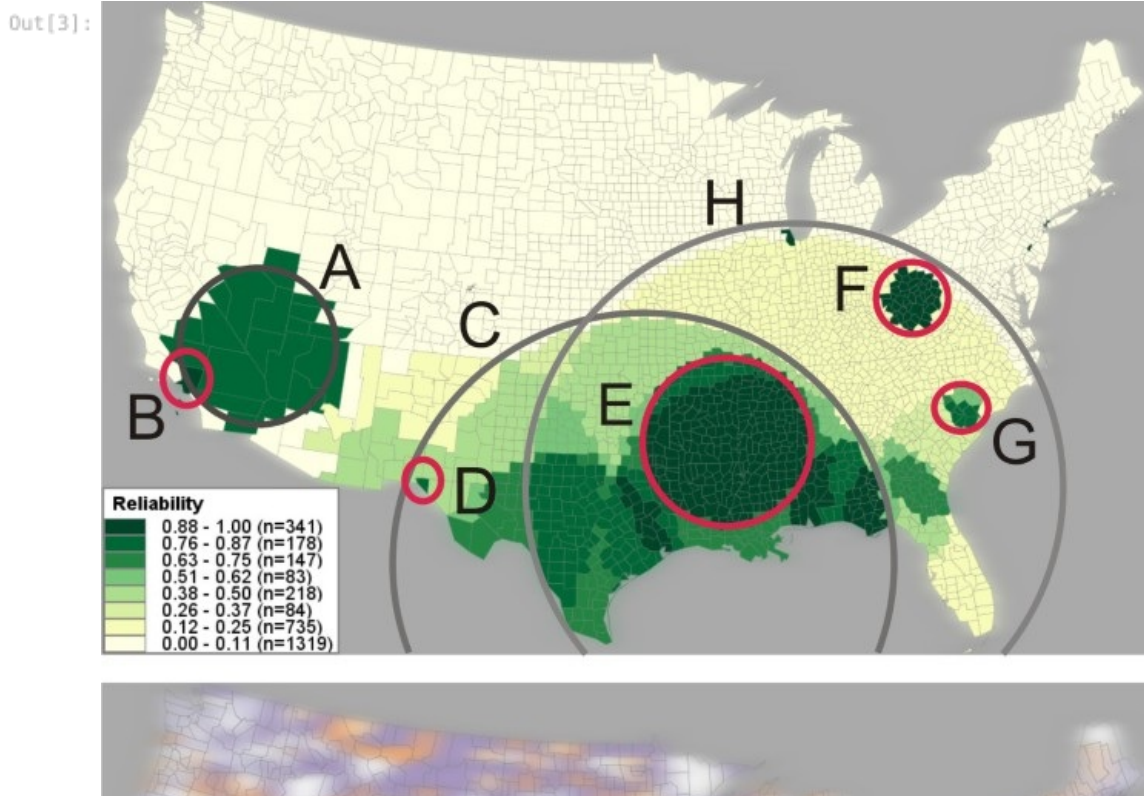 Out[3]:
H
A
F
C
E
B
G
D
Reliability
0.88 - 1.00 (n=341)
0.76 - 0.87 (n=178)
0.63 - 0.75 (n=147)
0.51 - 0.62 (n=83)
0.38 - 0.50 (n=218)
0.26 - 0.37 (n=84)
0.12 - 0.25 (n=735)
0.00 - 0.11 (n=1319)